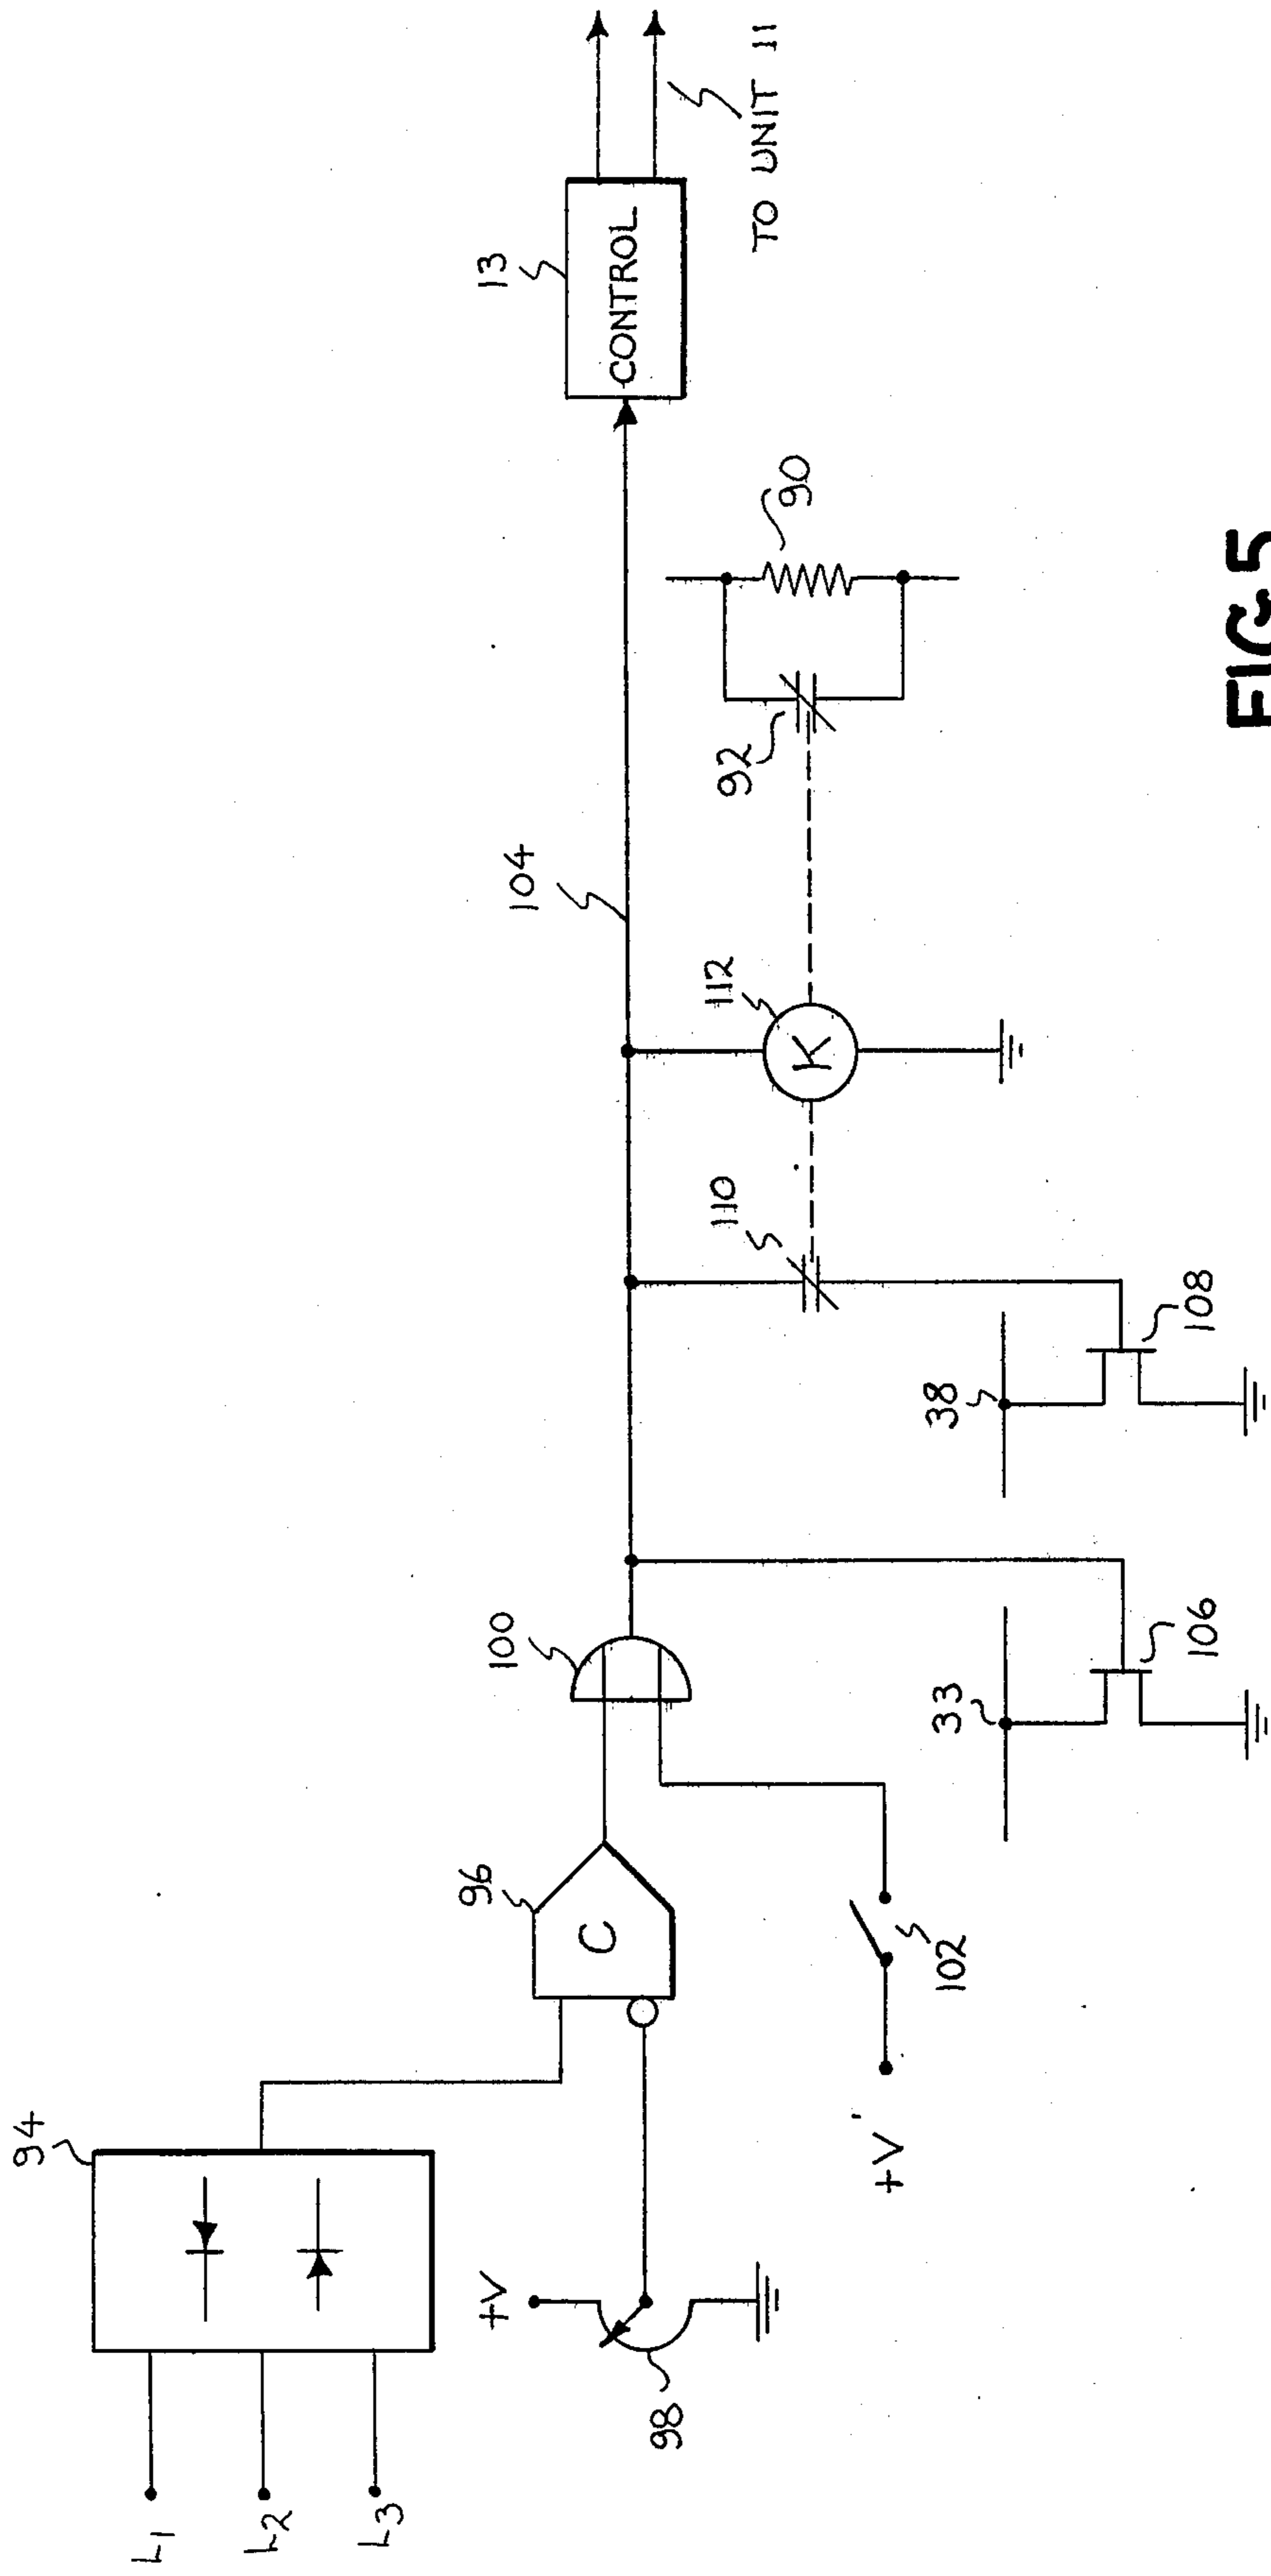 L1
L2
L3
94
+V
98
96
C
+V'
102
100
33
106
38
108
110
112
K
104
92
90
13
CONTROL
TO UNIT 11
FIG. 5